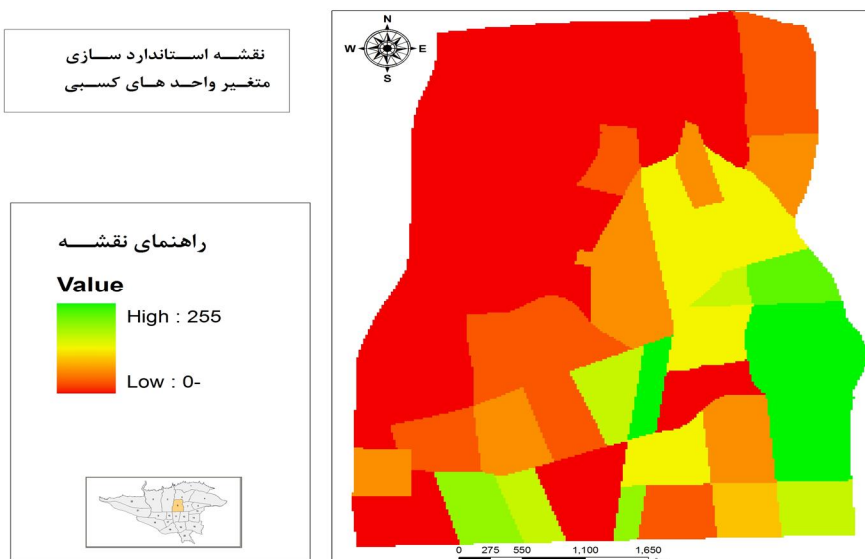 نقشه استاندارد سازی
متغیر واحد های کسبی
راهنمای نقشه
Value
High : 255
Low : 0-
N
W E
S
0 275 550 1,100 1,650